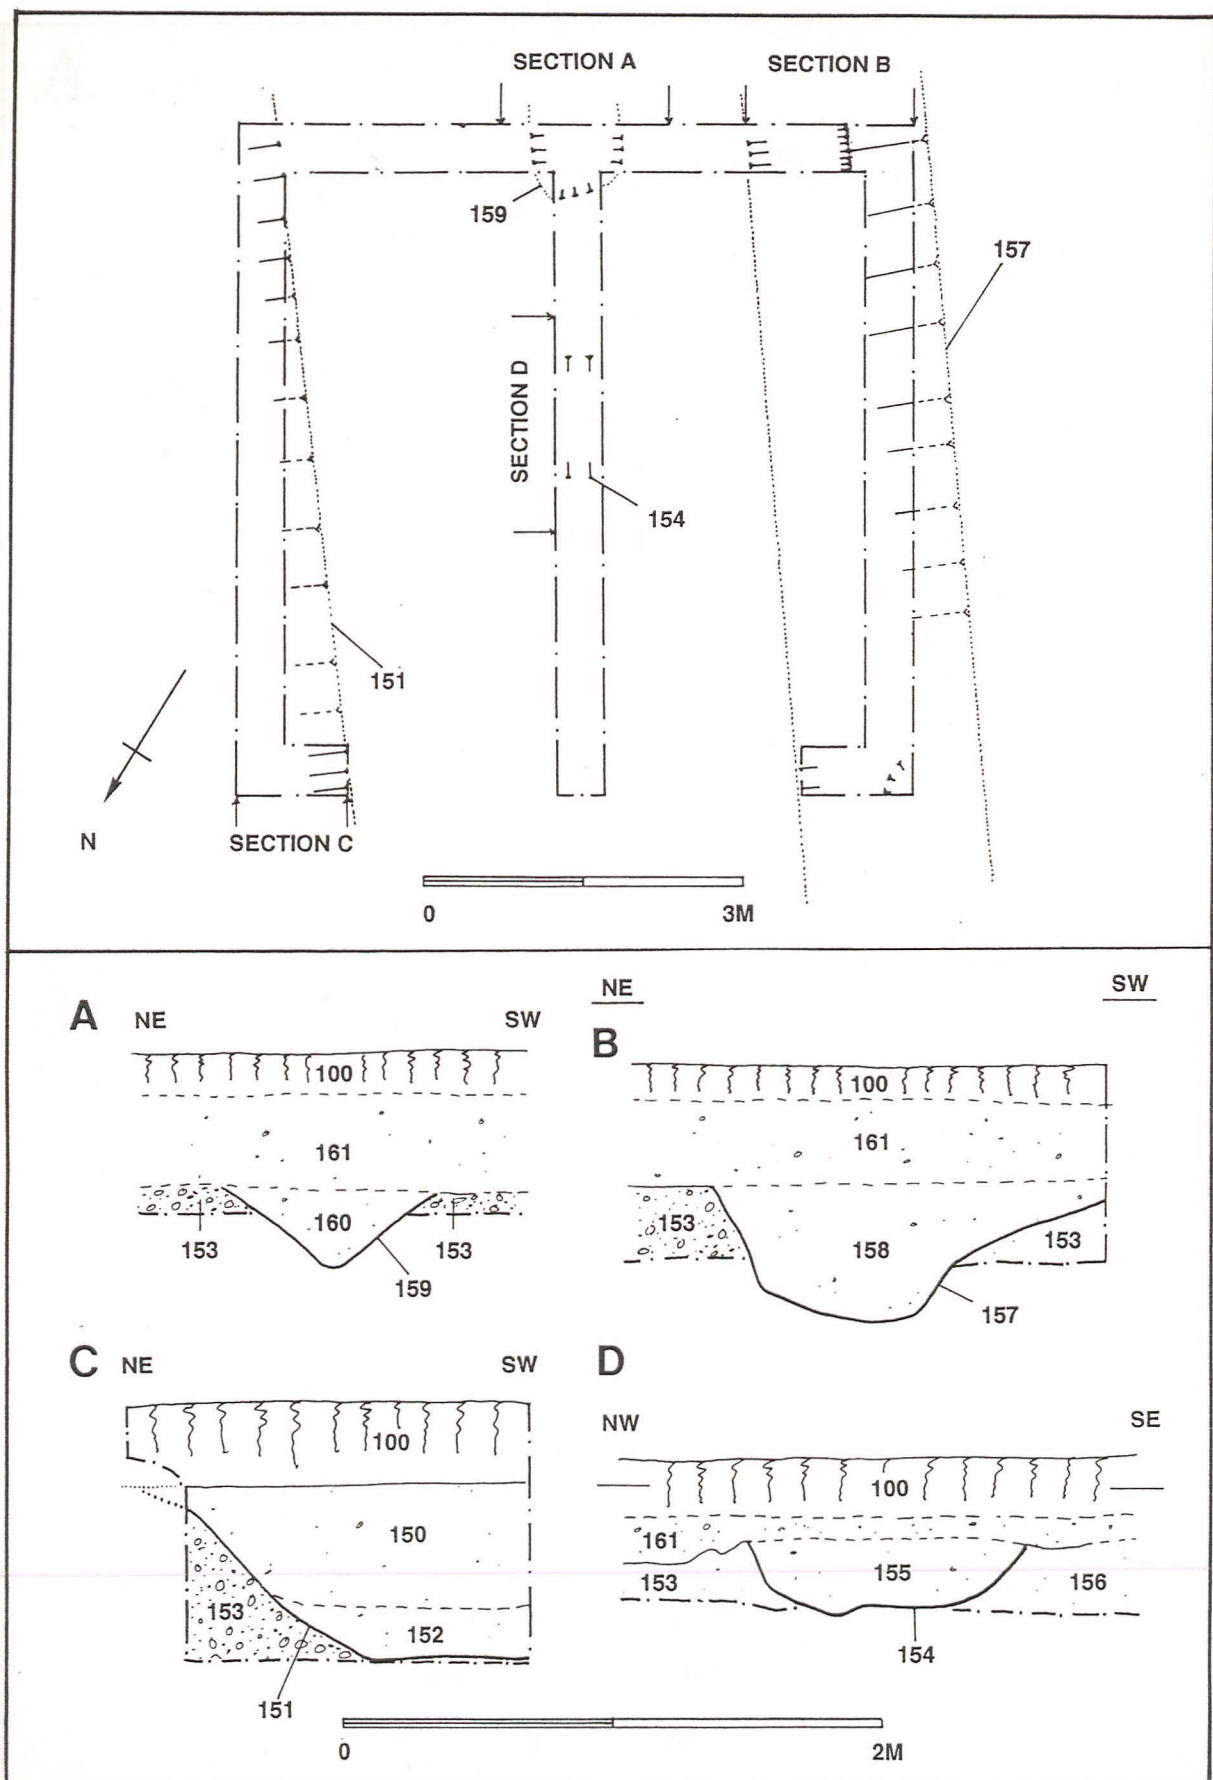 SECTION A SECTION B
159
157
SECTION D
154
151
N
SECTION C
0 3M
A NE SW
100
161
160
153 153
159
NE SW
B
100
161
153
158
153
157
C NE SW
100
150
153
152
151
D
NW SE
100
161
155
153 156
154
0 2M